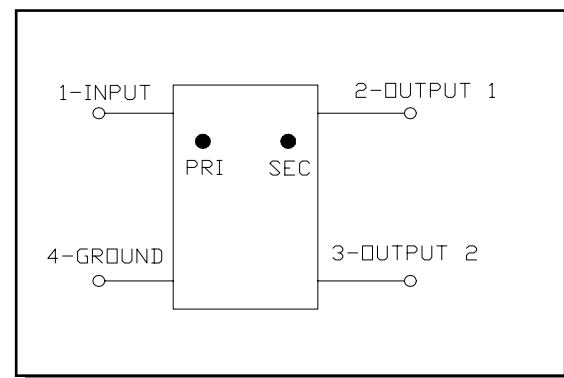 1-INPUT
2-OUTPUT 1
PRI
SEC
4-GROUND
3-OUTPUT 2